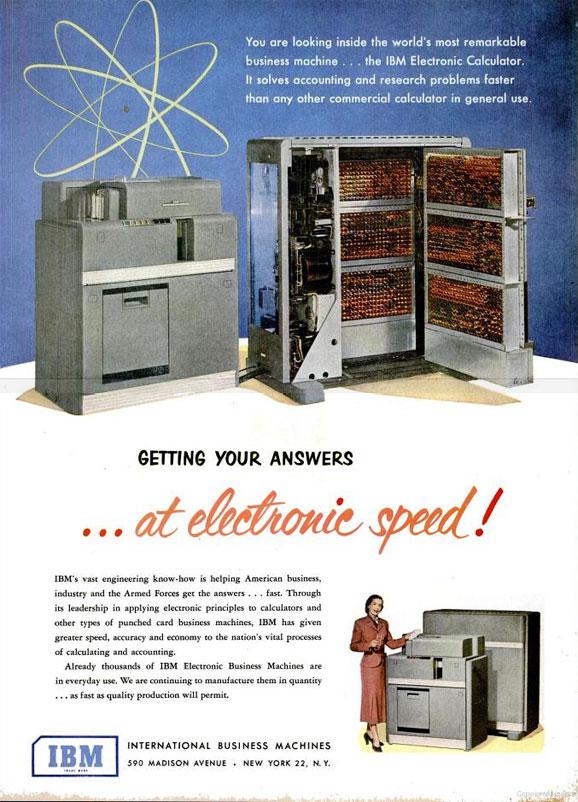 You are looking inside the world's most remarkable
business machine . . . the IBM Electronic Calculator.
It solves accounting and research problems faster
than any other commercial calculator in general use.
GETTING YOUR ANSWERS
... at electronic speed!
IBM's vast engineering know-how is helping American business,
industry and the Armed Forces get the answers . . . fast. Through
its leadership in applying electronic principles to calculators and
other types of punched card business machines, IBM has given
greater speed, accuracy and economy to the nation's vital processes
of calculating and accounting.
Already thousands of IBM Electronic Business Machines are
in everyday use. We are continuing to manufacture them in quantity
. . . as fast as quality production will permit.
IBM
TRADE MARK
INTERNATIONAL BUSINESS MACHINES
590 MADISON AVENUE • NEW YORK 22, N. Y.